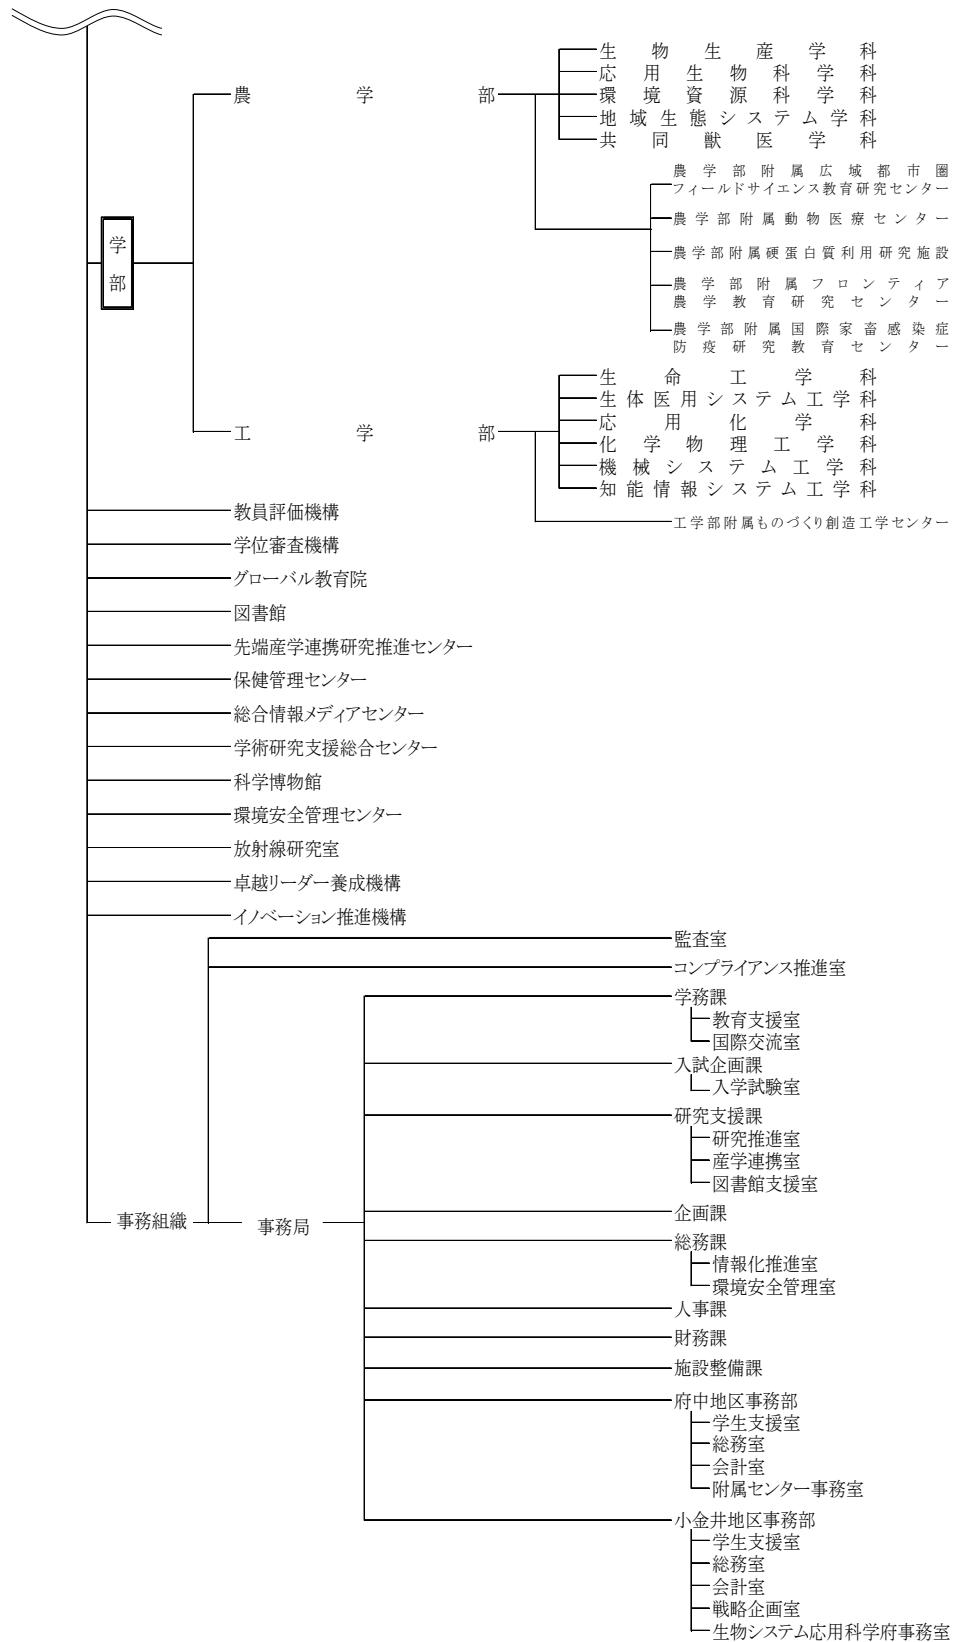 学部
農学部
生物生産学科
応用生物科学科
環境資源科学科
地域生態システム学科
共同獣医学科
農学部附属広域都市圏
フィールドサイエンス教育研究センター
農学部附属動物医療センター
農学部附属硬蛋白質利用研究施設
農学部附属フロンティア
農学教育研究センター
農学部附属国際家畜感染症
防疫研究教育センター
工学部
生命工学科
生体医用システム工学科
応用化学科
化学物理工学科
機械システム工学科
知能情報システム工学科
工学部附属ものづくり創造工学センター
教員評価機構
学位審査機構
グローバル教育院
図書館
先端産学連携研究推進センター
保健管理センター
総合情報メディアセンター
学術研究支援総合センター
科学博物館
環境安全管理センター
放射線研究室
卓越リーダー養成機構
イノベーション推進機構
事務組織
監査室
コンプライアンス推進室
事務局
学務課
教育支援室
国際交流室
入試企画課
入学試験室
研究支援課
研究推進室
産学連携室
図書館支援室
企画課
総務課
情報化推進室
環境安全管理室
人事課
財務課
施設整備課
府中地区事務部
学生支援室
総務室
会計室
附属センター事務室
小金井地区事務部
学生支援室
総務室
会計室
戦略企画室
生物システム応用科学府事務室